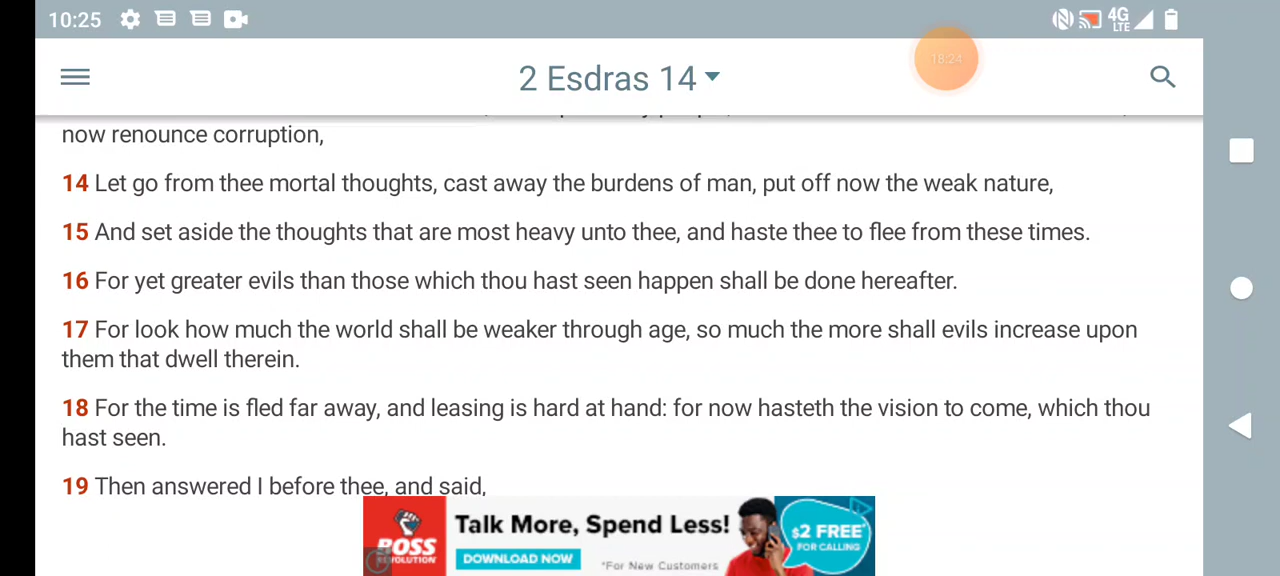 10:25
4G
LTE
2 Esdras 14
18:24
now renounce corruption,
14 Let go from thee mortal thoughts, cast away the burdens of man, put off now the weak nature,
15 And set aside the thoughts that are most heavy unto thee, and haste thee to flee from these times.
16 For yet greater evils than those which thou hast seen happen shall be done hereafter.
17 For look how much the world shall be weaker through age, so much the more shall evils increase upon
them that dwell therein.
18 For the time is fled far away, and leasing is hard at hand: for now hasteth the vision to come, which thou
hast seen.
19 Then answered I before thee, and said,
BOSS
REVOLUTION
Talk More, Spend Less!
DOWNLOAD NOW
*For New Customers
$2 FREE*
FOR CALLING